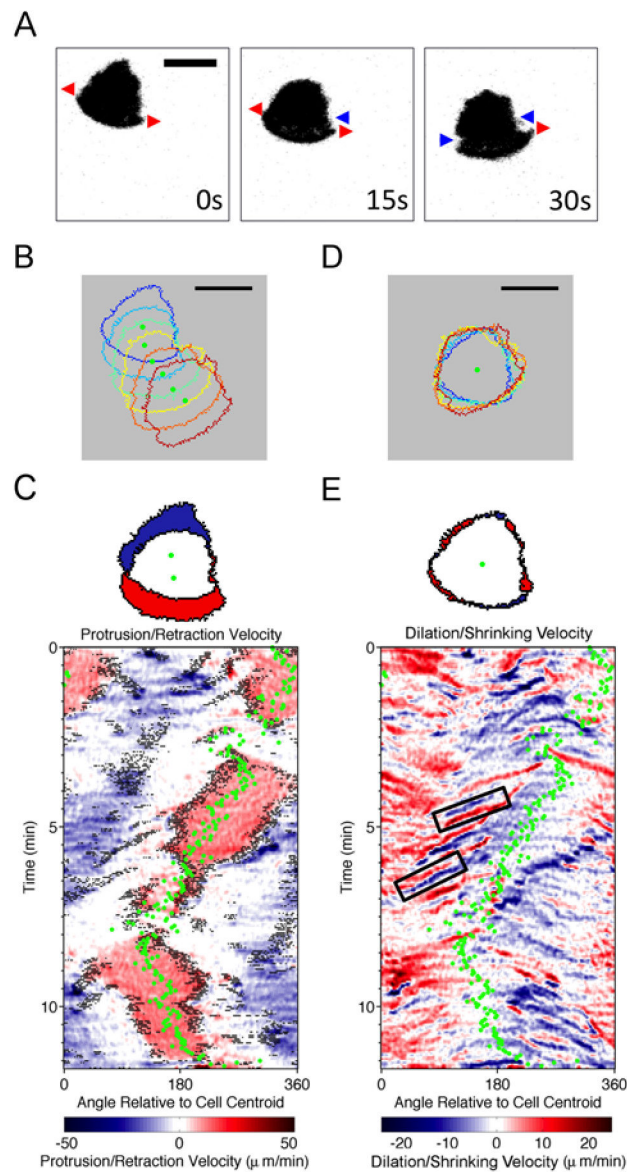 A
0s
15s
30s
B
D
C
E
Protrusion/Retraction Velocity
Dilation/Shrinking Velocity
0
5
10
Time (min)
0
180
360
Angle Relative to Cell Centroid
-50
0
50
Protrusion/Retraction Velocity (μ m/min)
0
5
10
Time (min)
0
180
360
Angle Relative to Cell Centroid
-20
-10
0
10
20
Dilation/Shrinking Velocity (μ m/min)